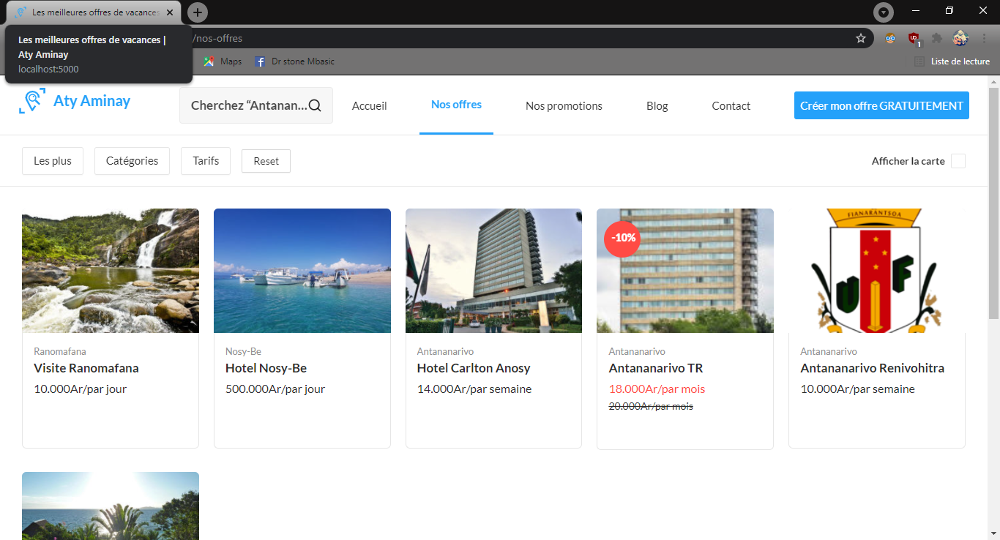 Les meilleures offres de vacances
Les meilleures offres de vacances |
Aty Aminay
localhost:5000
/nos-offres
1
Maps
Dr stone Mbasic
Liste de lecture
Aty Aminay
Cherchez “Antanan...
Accueil
Nos offres
Nos promotions
Blog
Contact
Créer mon offre GRATUITEMENT
Les plus
Catégories
Tarifs
Reset
Afficher la carte
-10%
FIANARANTSOA
U F
Ranomafana
Visite Ranomafana
10.000Ar/par jour
Nosy-Be
Hotel Nosy-Be
500.000Ar/par jour
Antananarivo
Hotel Carlton Anosy
14.000Ar/par semaine
Antananarivo
Antananarivo TR
18.000Ar/par mois
20.000Ar/par mois
Antananarivo
Antananarivo Renivohitra
10.000Ar/par semaine